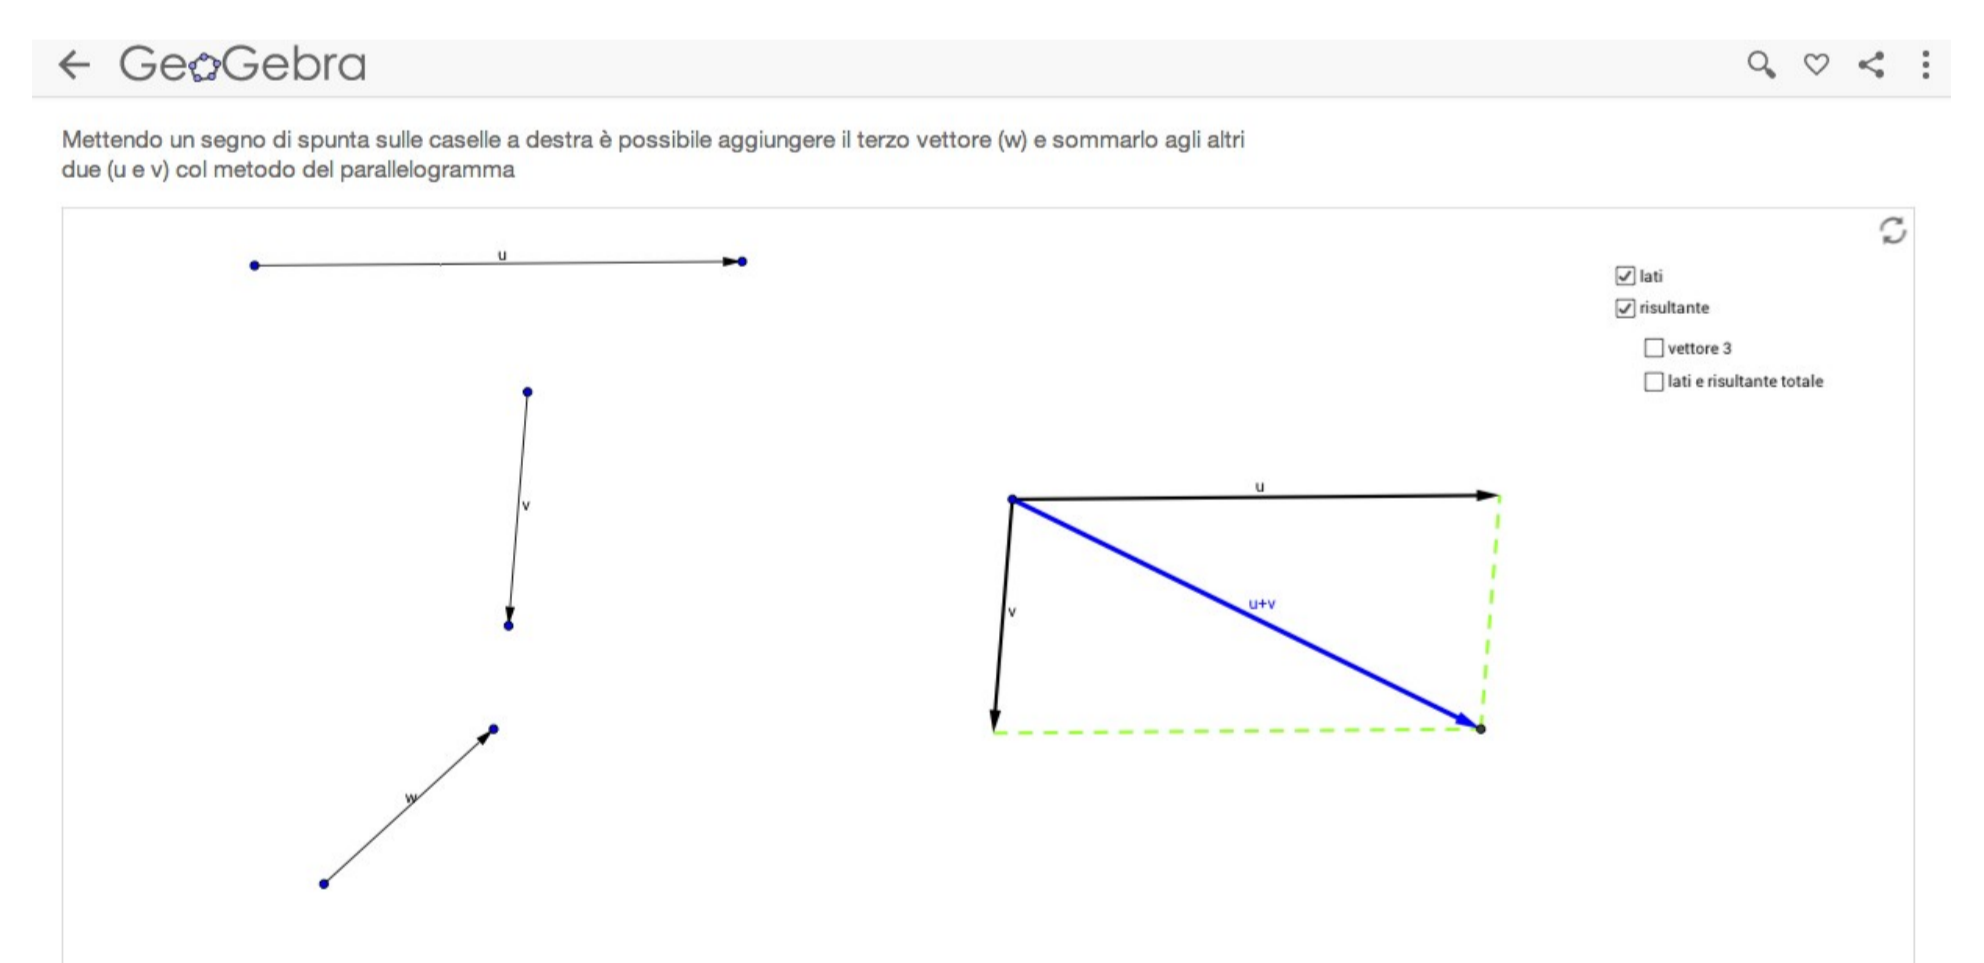 GeoGebra
Mettendo un segno di spunta sulle caselle a destra è possibile aggiungere il terzo vettore (w) e sommarlo agli altri
due (u e v) col metodo del parallelogramma
u
lati
risultante
vettore 3
lati e risultante totale
v
u
u+v
v
w